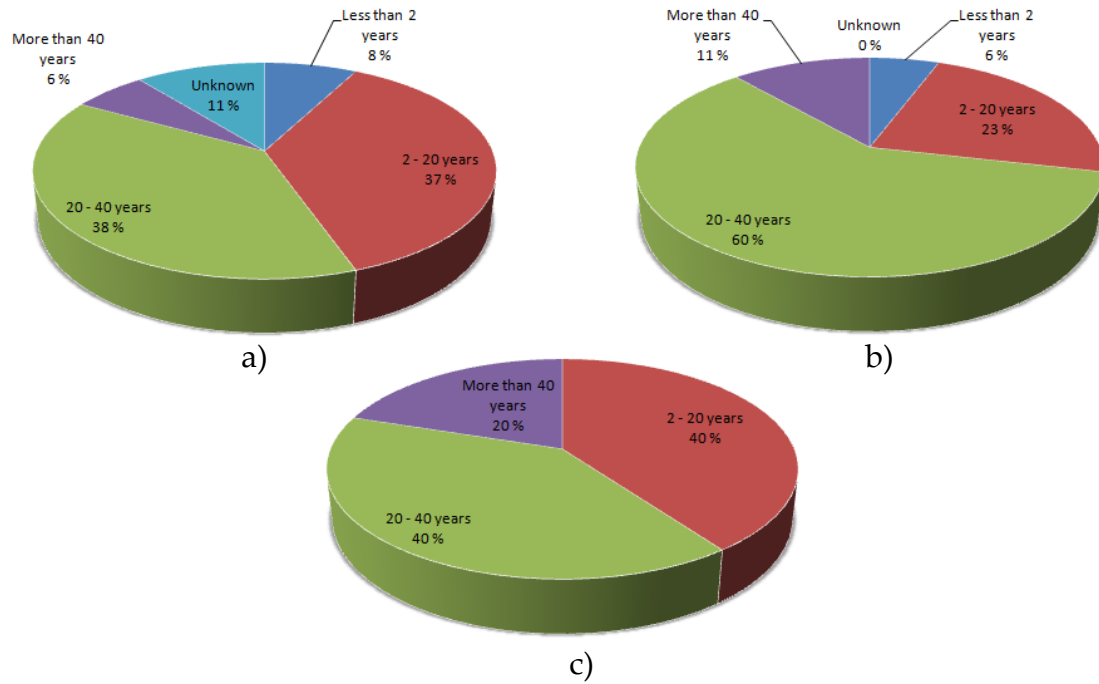 Less than 2
years
8 %
More than 40
years
6 %
Unknown
11 %
2 - 20 years
37 %
20 - 40 years
38 %
a)
More than 40
years
11 %
Unknown
0 %
Less than 2
years
6 %
2 - 20 years
23 %
20 - 40 years
60 %
b)
More than 40
years
20 %
2 - 20 years
40 %
20 - 40 years
40 %
c)